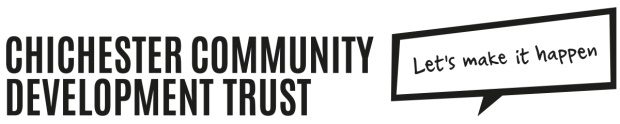 CHICHESTER COMMUNITY
DEVELOPMENT TRUST
Let's make it happen